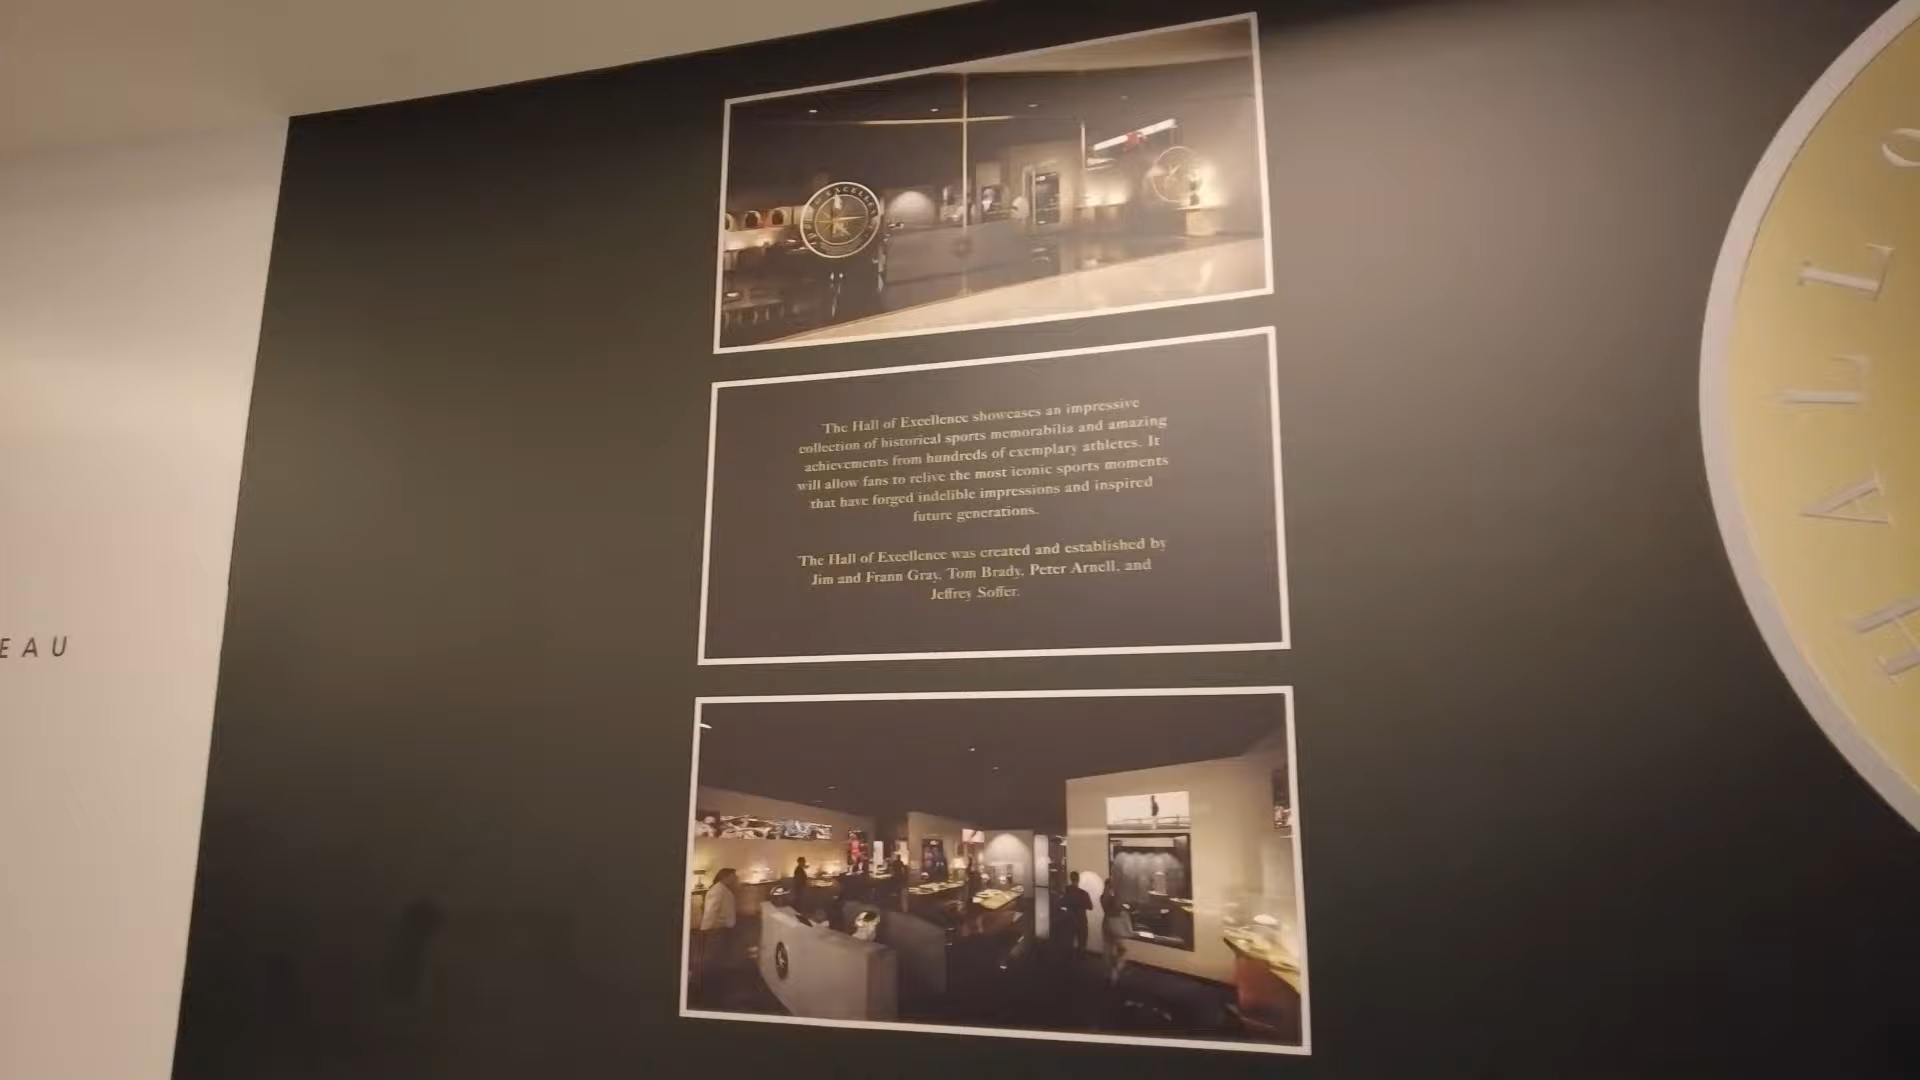 EAU
The Hall of Excellence showcases an impressive
collection of historical sports memorabilia and amazing
achievements from hundreds of exemplary athletes. It
will allow fans to relive the most iconic sports moments
that have forged indelible impressions and inspired
future generations.
The Hall of Excellence was created and established by
Jim and Frann Gray, Tom Brady, Peter Arnell, and
Jeffrey Soffer.
HALL O